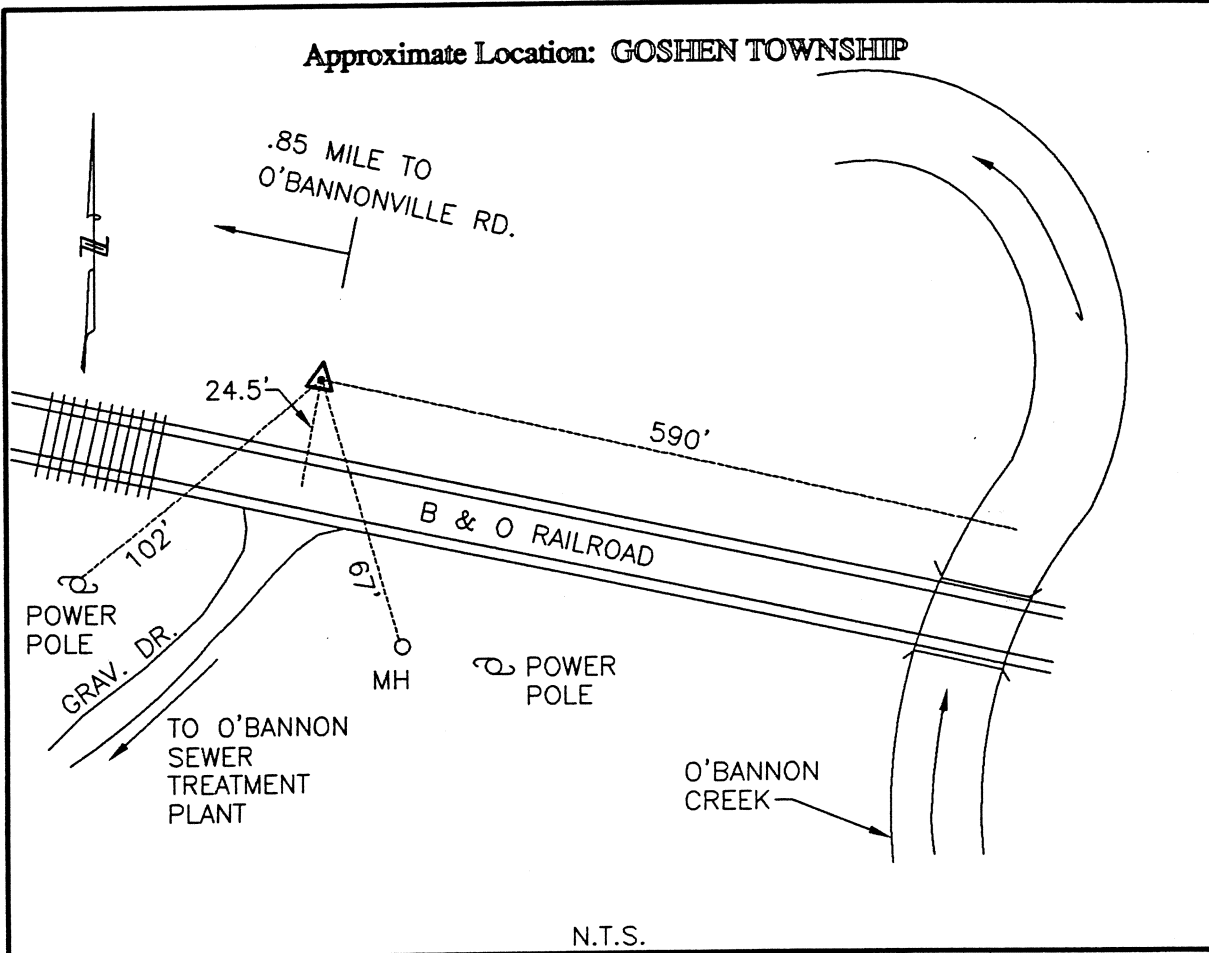 Approximate Location: GOSHEN TOWNSHIP
.85 MILE TO
O'BANNONVILLE RD.
N
24.5'
590'
B & O RAILROAD
102'
67'
POWER
POLE
GRAV. DR.
MH
POWER
POLE
TO O'BANNON
SEWER
TREATMENT
PLANT
O'BANNON
CREEK
N.T.S.